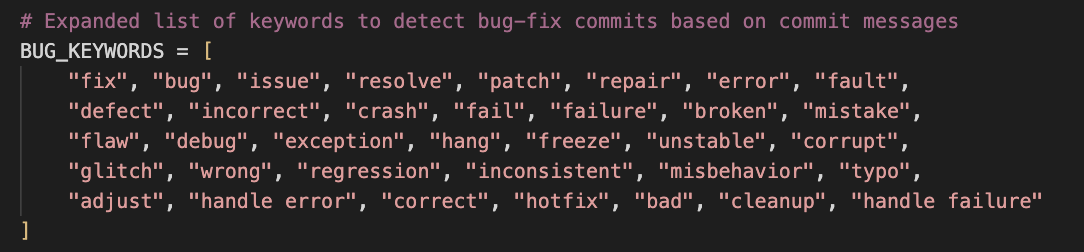 # Expanded list of keywords to detect bug-fix commits based on commit messages
BUG_KEYWORDS = [
"fix", "bug", "issue", "resolve", "patch", "repair", "error", "fault",
"defect", "incorrect", "crash", "fail", "failure", "broken", "mistake",
"flaw", "debug", "exception", "hang", "freeze", "unstable", "corrupt",
"glitch", "wrong", "regression", "inconsistent", "misbehavior", "typo",
"adjust", "handle error", "correct", "hotfix", "bad", "cleanup", "handle failure"
]